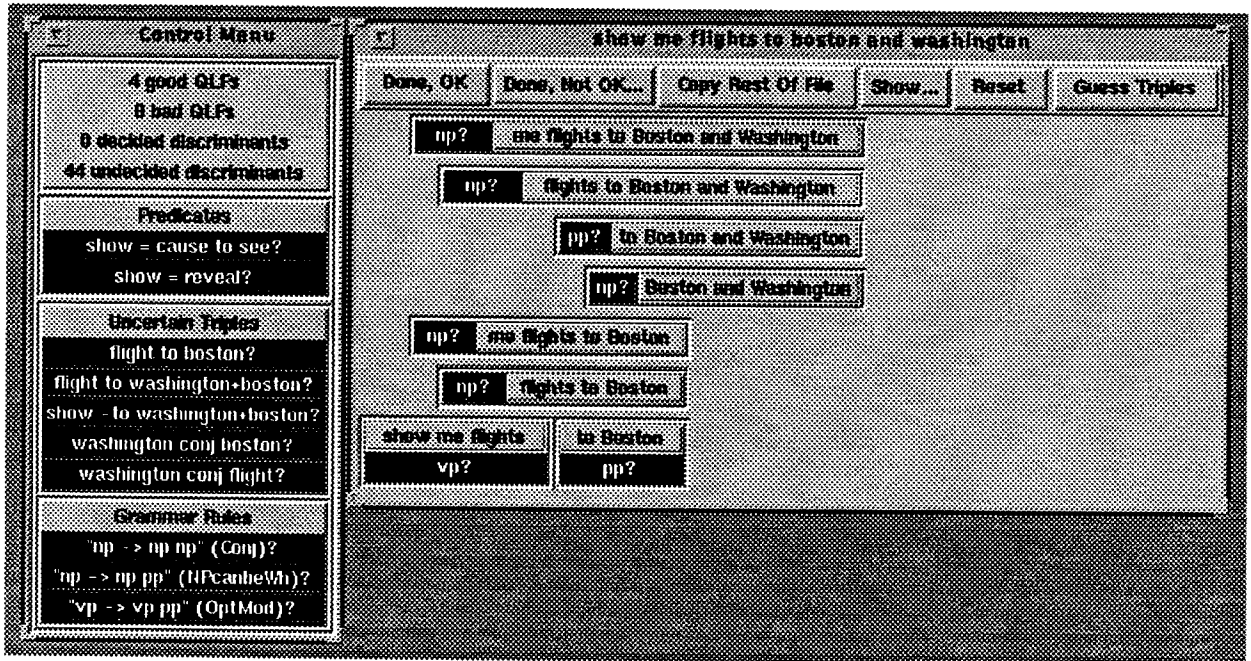 Control Menu
4 good QLFs
0 bad QLFs
0 decided discriminants
44 undecided discriminants
Predicates
show = cause to see?
show = reveal?
Uncertain Triples
flight to boston?
flight to washington+boston?
show -to washington+boston?
washington conj boston?
washington conj flight?
Grammar Rules
"np -> np np" (Conj)?
"np -> np pp" (NPcanbeWh)?
"vp -> vp pp" (OptMod)?
show me flights to boston and washington
Done, OK Done, Not OK... Copy Rest Of File Show... Reset Guess Triples
np? me flights to Boston and Washington
np? flights to Boston and Washington
pp? to Boston and Washington
np? Boston and Washington
np? me flights to Boston
np? flights to Boston
show me flights to Boston
vp? pp?